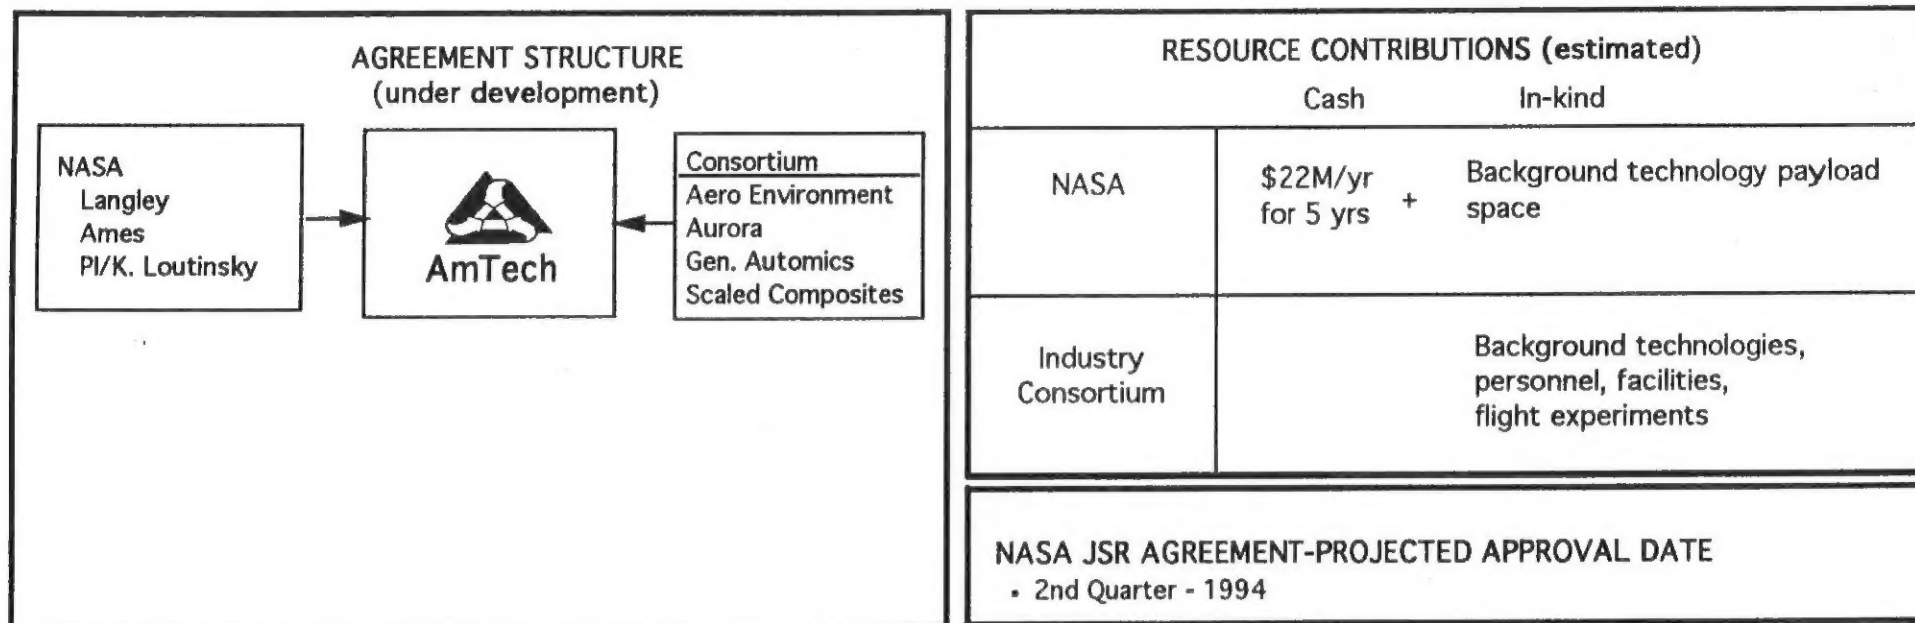 AGREEMENT STRUCTURE
(under development)
NASA
Langley
Ames
PI/K. Loutinsky
AmTech
Consortium
Aero Environment
Aurora
Gen. Automics
Scaled Composites
RESOURCE CONTRIBUTIONS (estimated)
Cash In-kind
NASA
$22M/yr
for 5 yrs
+
Background technology payload
space
Industry
Consortium
Background technologies,
personnel, facilities,
flight experiments
NASA JSR AGREEMENT-PROJECTED APPROVAL DATE
• 2nd Quarter - 1994